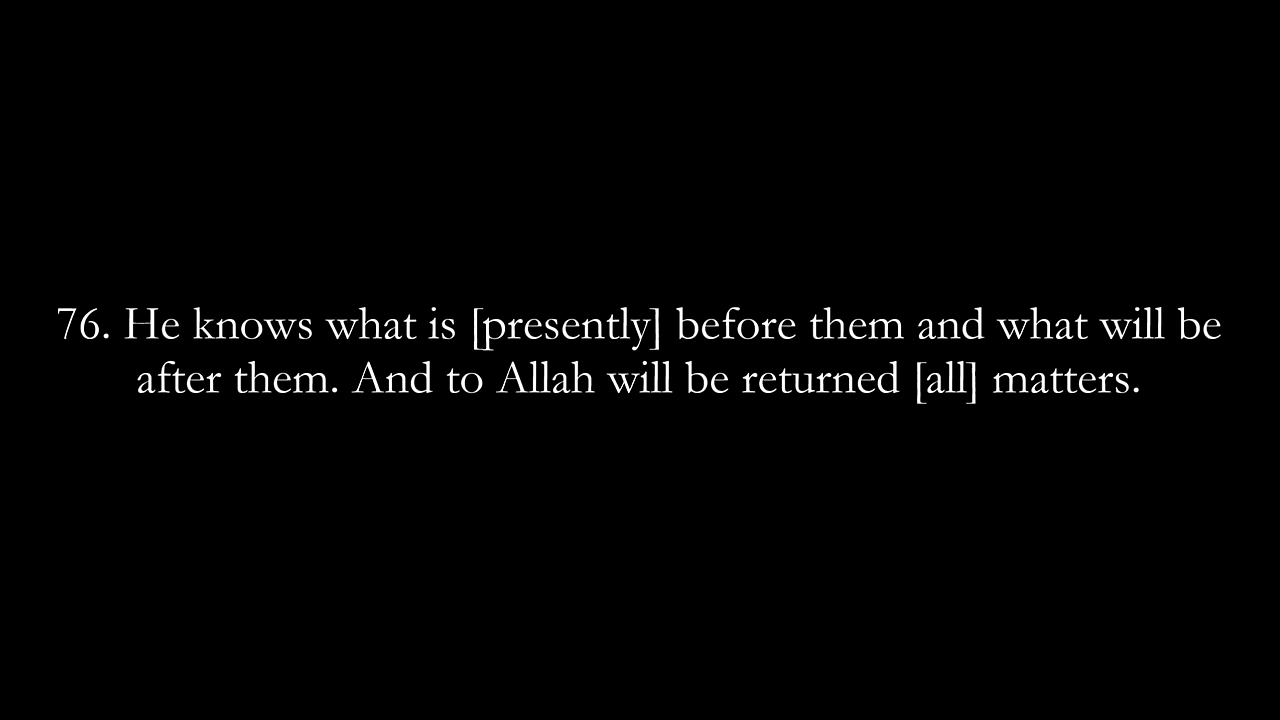 76. He knows what is [presently] before them and what will be
after them. And to Allah will be returned [all] matters.